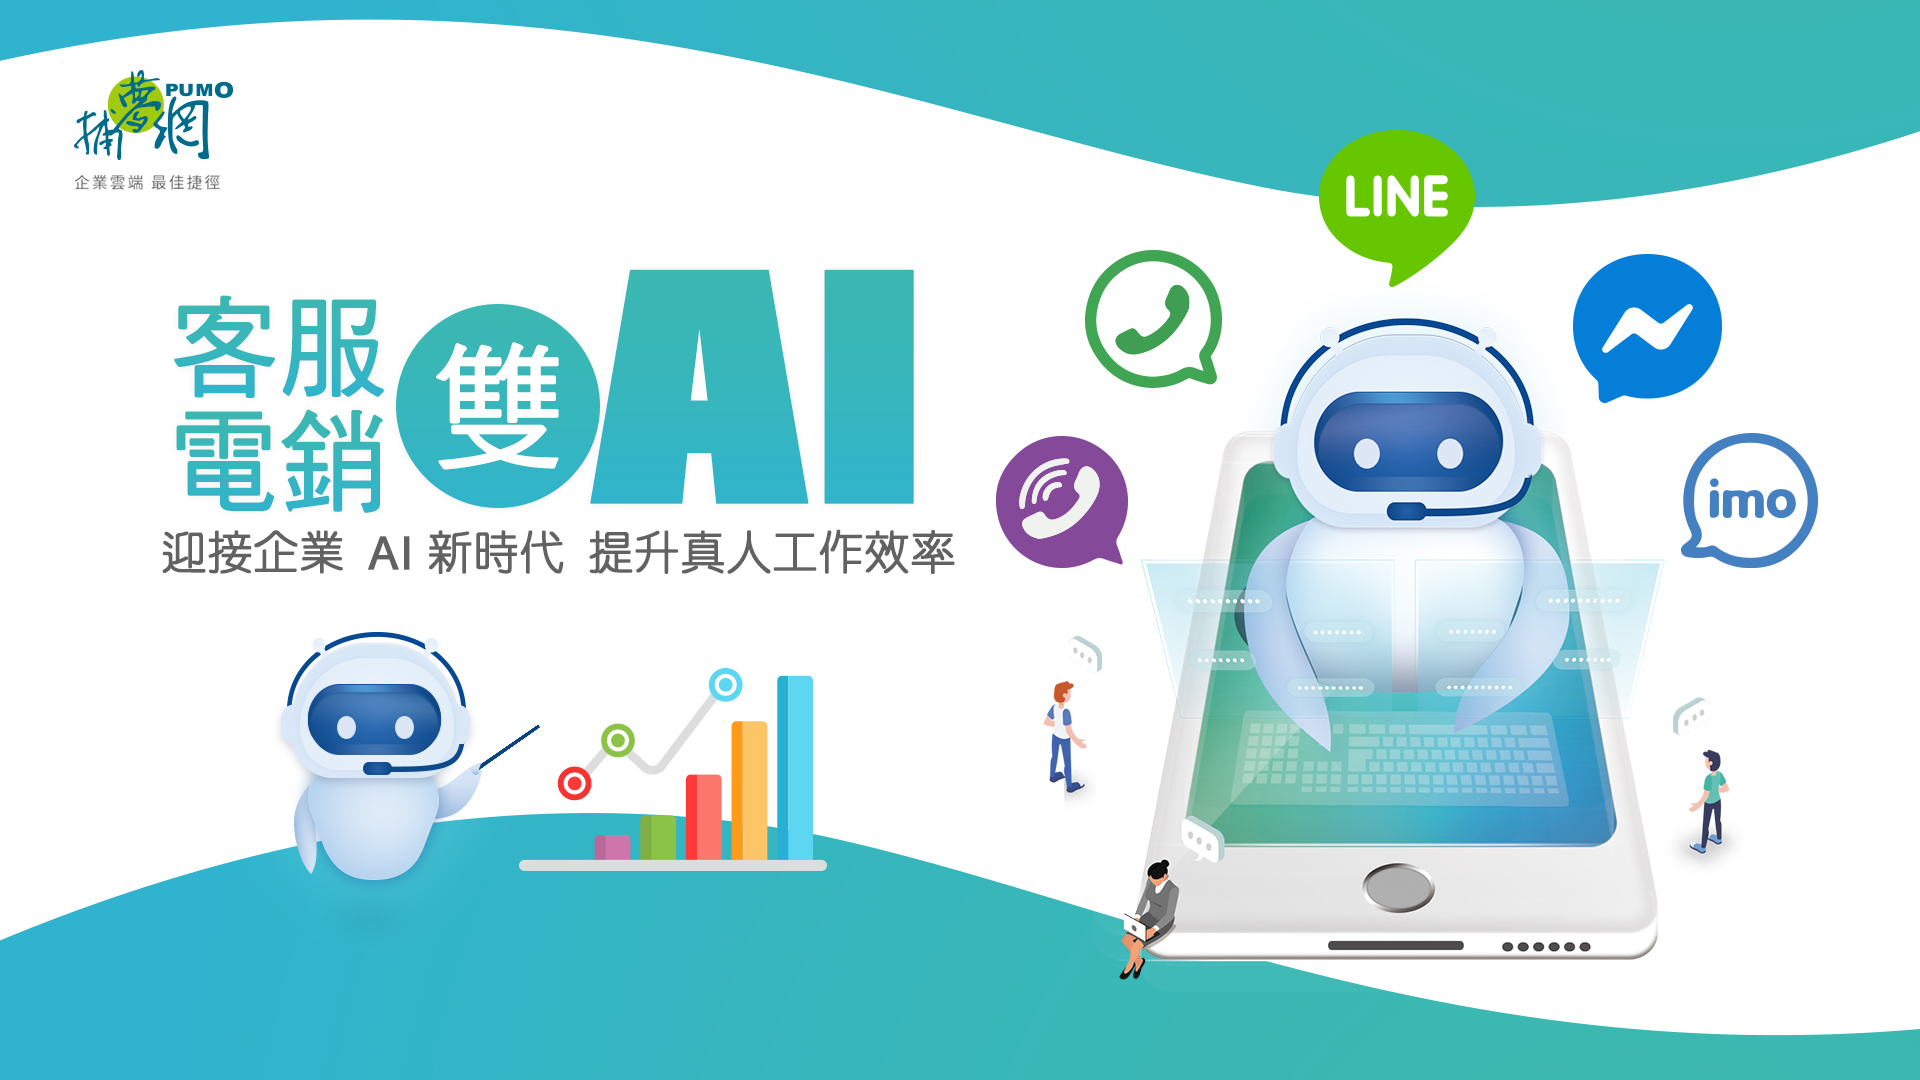 捕夢網 PUMO
企業雲端 最佳捷徑
客服
電銷
雙
AI
迎接企業 AI 新時代 提升真人工作效率
LINE
imo